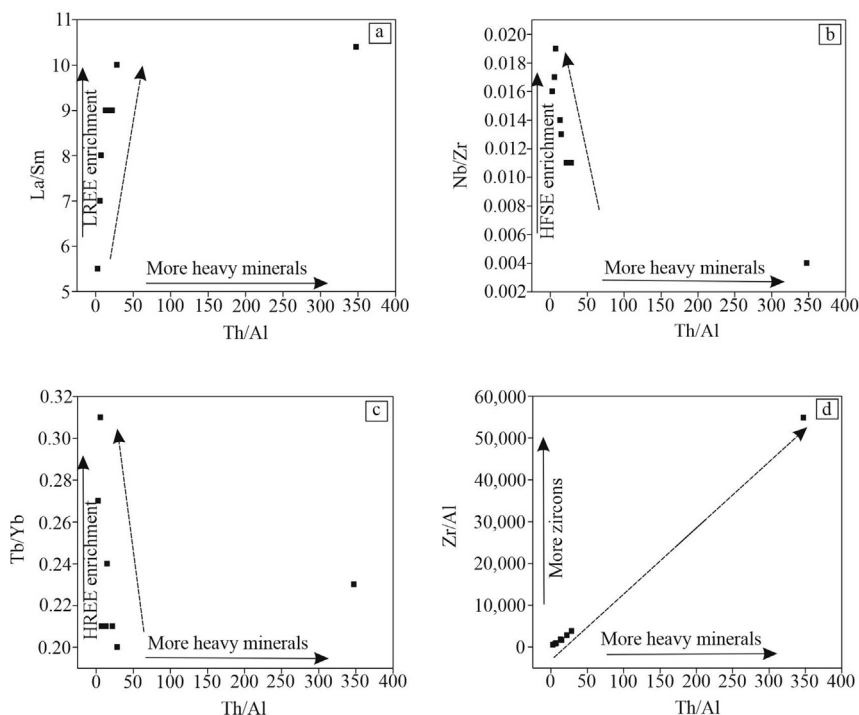 a
11
10
9
8
7
6
5
La/Sm
LREE enrichment
More heavy minerals
0 50 100 150 200 250 300 350 400
Th/Al
b
0.020
0.018
0.016
0.014
0.012
0.010
0.008
0.006
0.004
0.002
Nb/Zr
HFSE enrichment
More heavy minerals
0 50 100 150 200 250 300 350 400
Th/Al
c
0.32
0.30
0.28
0.26
0.24
0.22
0.20
Tb/Yb
HREE enrichment
More heavy minerals
0 50 100 150 200 250 300 350 400
Th/Al
d
60,000
50,000
40,000
30,000
20,000
10,000
0
Zr/Al
More zircons
More heavy minerals
0 50 100 150 200 250 300 350 400
Th/Al